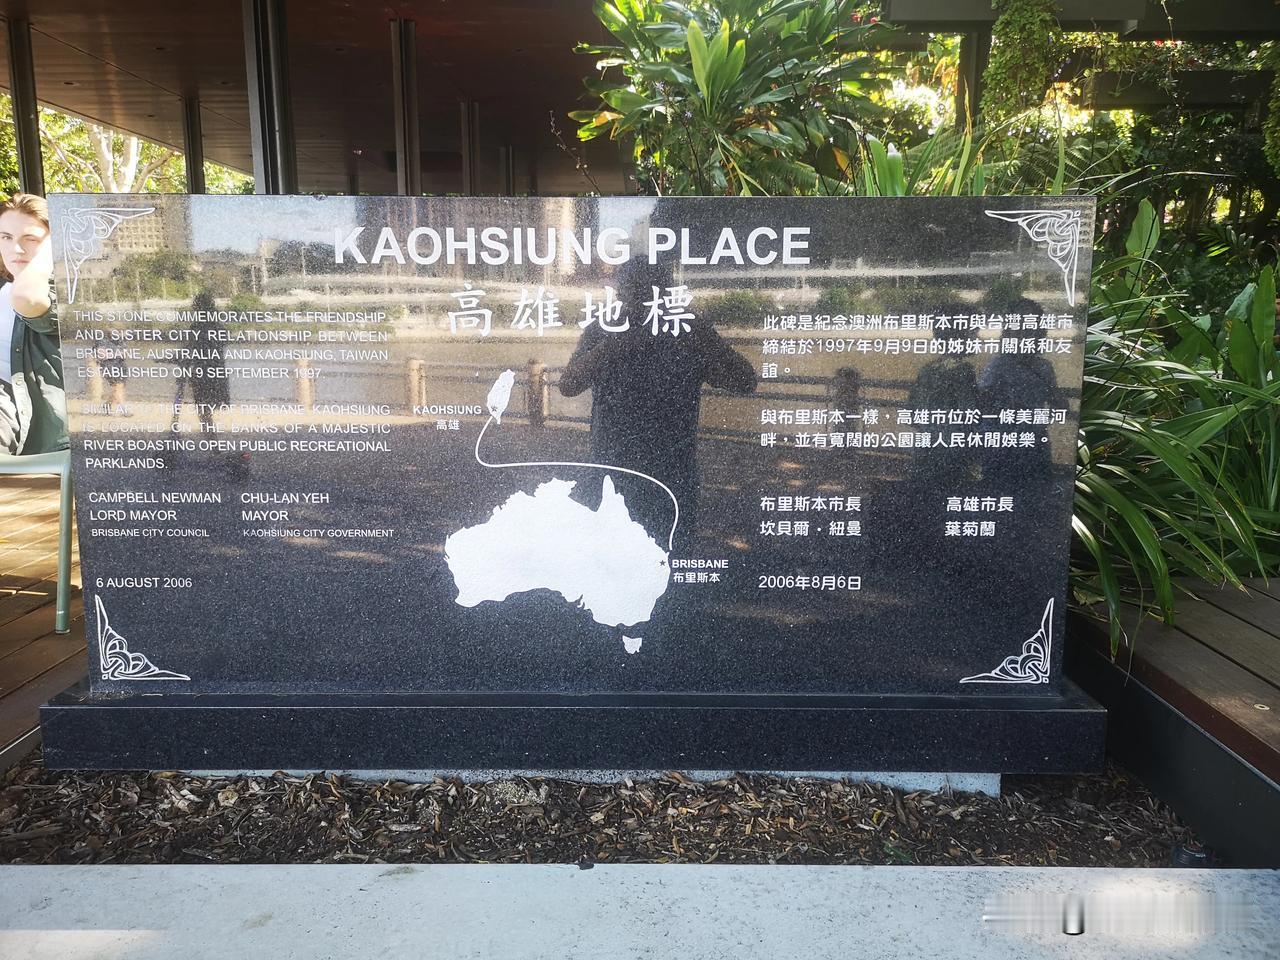 KAOHSIUNG PLACE
高雄地標
THIS STONE COMMEMORATES THE FRIENDSHIP
AND SISTER CITY RELATIONSHIP BETWEEN
BRISBANE, AUSTRALIA AND KAOHSIUNG, TAIWAN
ESTABLISHED ON 9 SEPTEMBER 1997.
SIMILAR TO THE CITY OF BRISBANE, KAOHSIUNG
IS LOCATED ON THE BANKS OF A MAJESTIC
RIVER BOASTING OPEN PUBLIC RECREATIONAL
PARKLANDS.
CAMPBELL NEWMAN
LORD MAYOR
BRISBANE CITY COUNCIL
CHU-LAN YEH
MAYOR
KAOHSIUNG CITY GOVERNMENT
6 AUGUST 2006
KAOHSIUNG
高雄
BRISBANE
布里斯本
此碑是紀念澳洲布里斯本市與台灣高雄市
締結於1997年9月9日的姊妹市關係和友
誼。
與布里斯本一樣，高雄市位於一條美麗河
畔，並有寬闊的公園讓人民休閒娛樂。
布里斯本市長
坎貝爾·紐曼
高雄市長
葉菊蘭
2006年8月6日